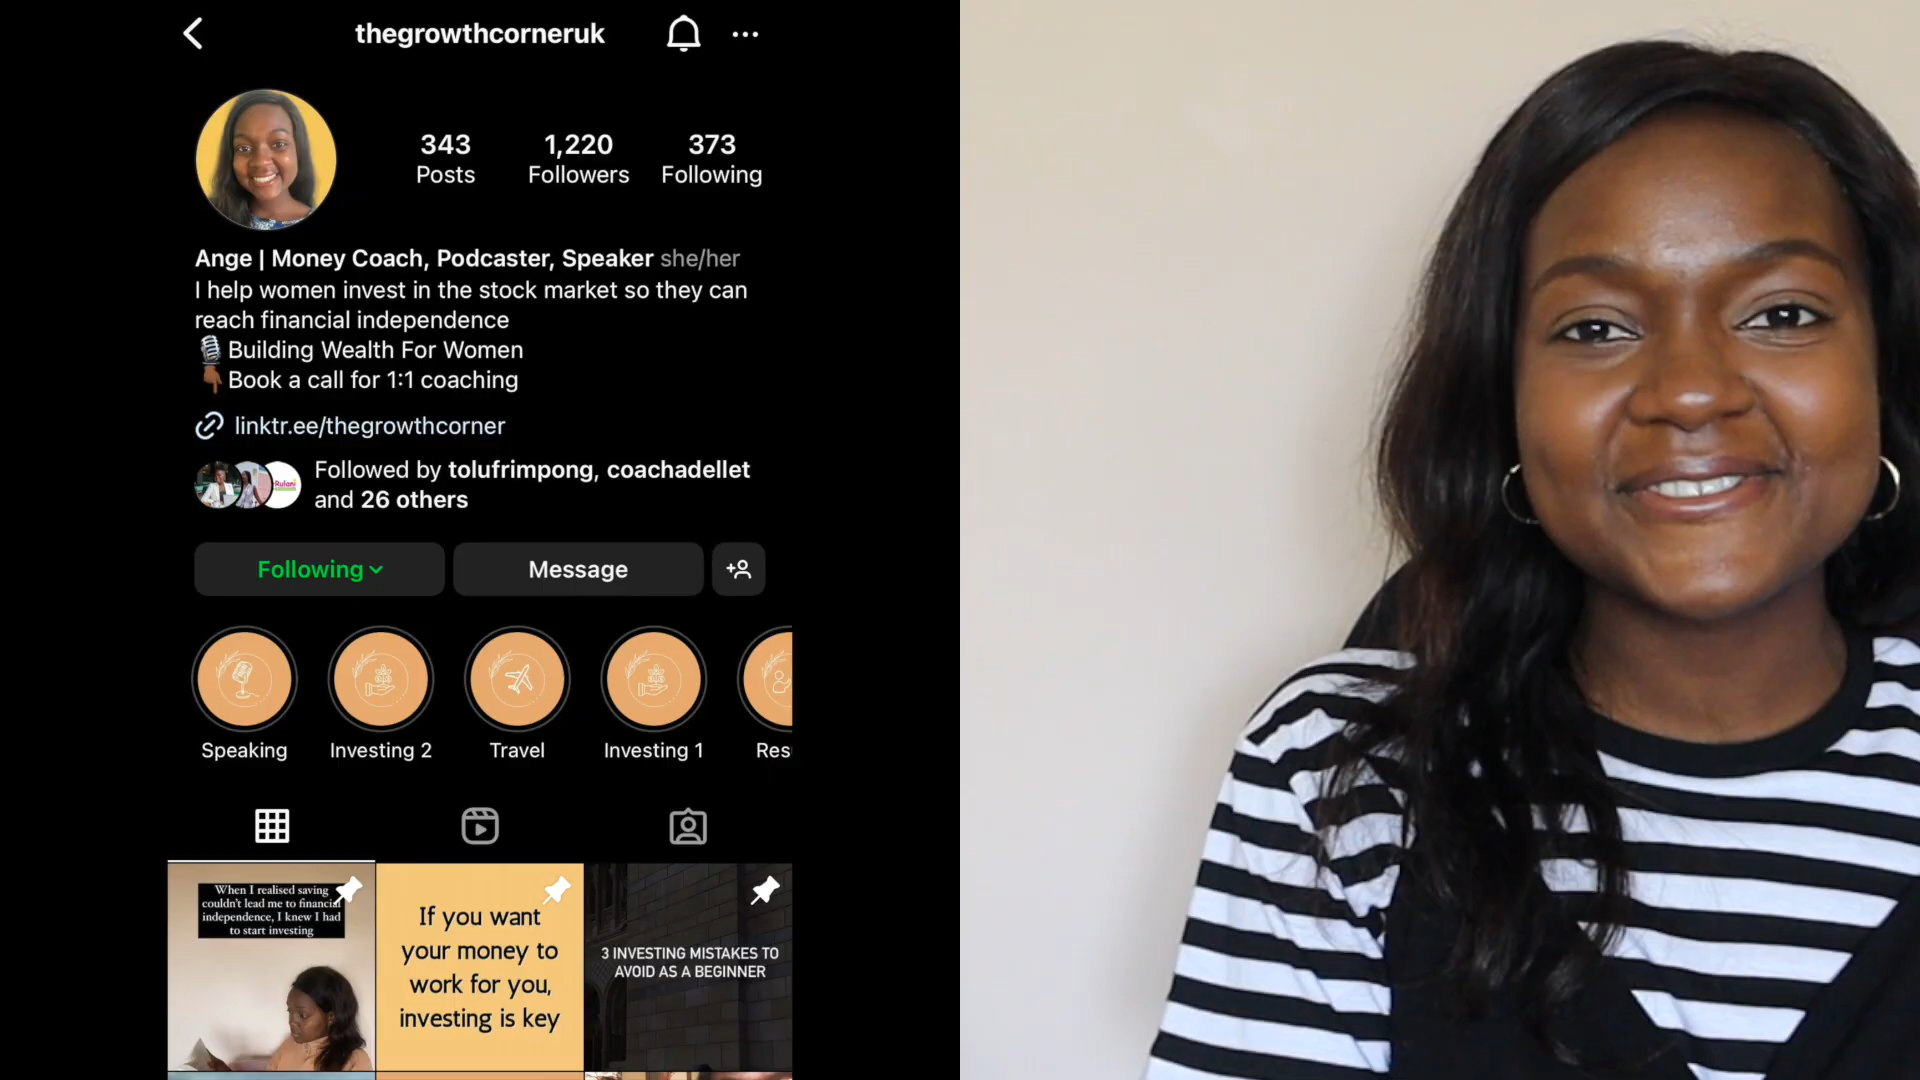 thegrowthcorneruk
343
Posts
1,220
Followers
373
Following
Ange | Money Coach, Podcaster, Speaker she/her
I help women invest in the stock market so they can
reach financial independence
Building Wealth For Women
Book a call for 1:1 coaching
linktr.ee/thegrowthcorner
Rulani
Followed by tolufrimpong, coachadellet
and 26 others
Following
Message
Speaking
Investing 2
Travel
Investing 1
Res
When I realised saving
couldn't lead me to financial
independence, I knew I had
to start investing
If you want
your money to
work for you,
investing is key
3 INVESTING MISTAKES TO
AVOID AS A BEGINNER